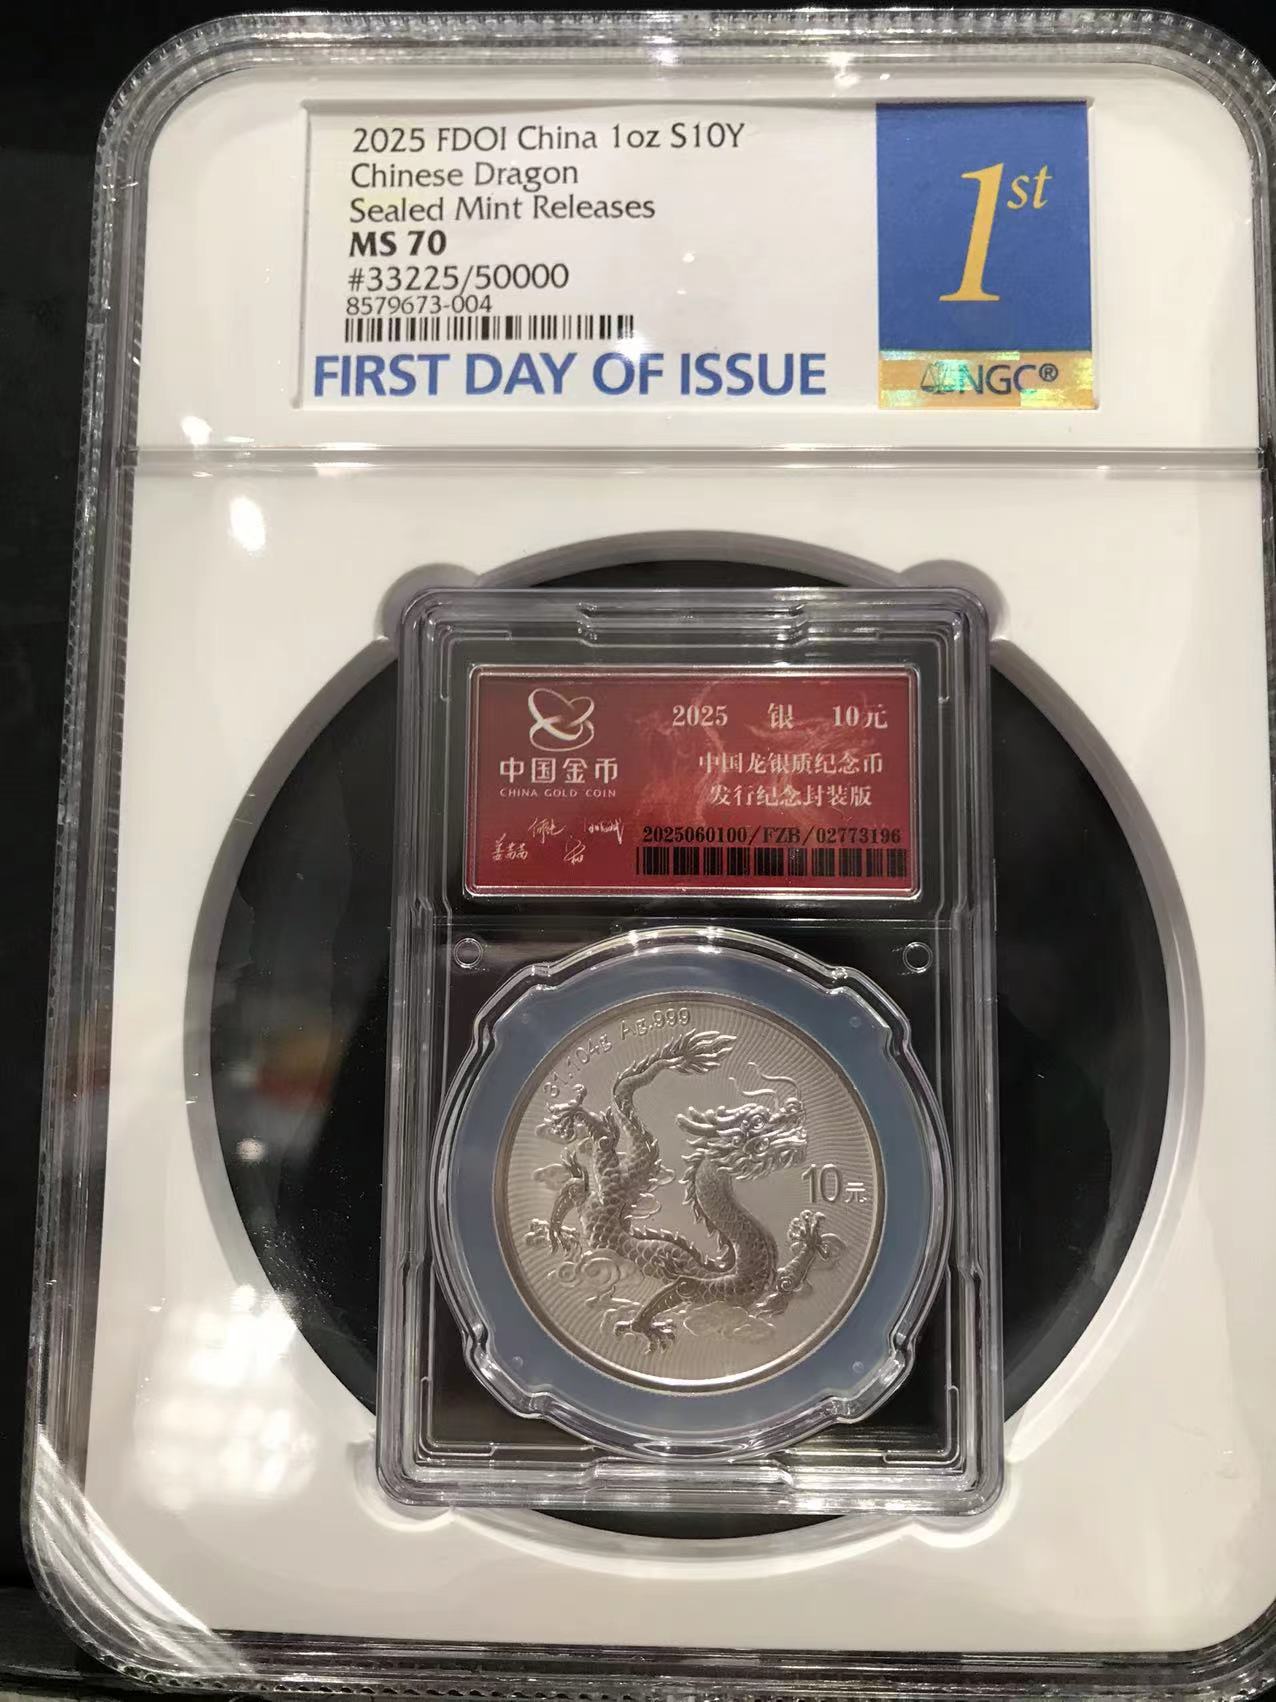 2025 FDOI China 1oz S10Y
Chinese Dragon
Sealed Mint Releases
MS 70
#33225/50000
8579673-004
FIRST DAY OF ISSUE
1st
NGC®
中国金币
CHINA GOLD COIN
2025 银 10元
中国龙银质纪念币
发行纪念封装版
2025060100/FZB/02773196
31.104g Ag.999
10元